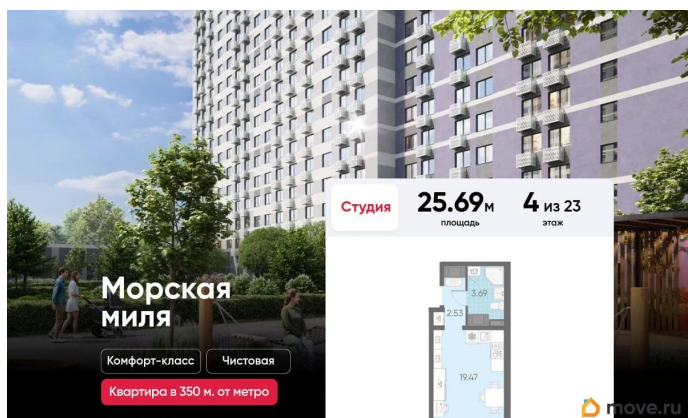 Студия
25.69 м
площадь
4 из 23
этаж
3.69
2.53
19.47
Морская
миля
Комфорт-класс
Чистовая
Квартира в 350 м. от метро
move.ru